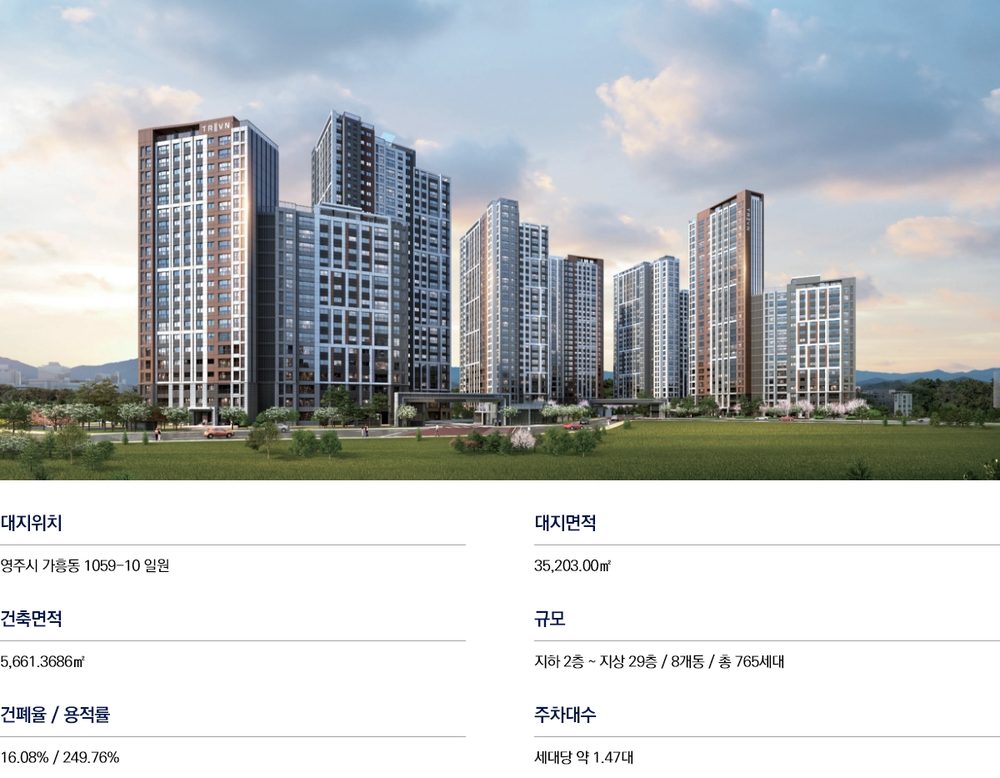 TRIVN
대지위치
대지면적
영주시 가흥동 1059-10 일원
35,203.00㎡
건축면적
규모
5,661.3686㎡
지하 2층 ~ 지상 29층 / 8개동 / 총 765세대
건폐율 / 용적률
주차대수
16.08% / 249.76%
세대당 약 1.47대